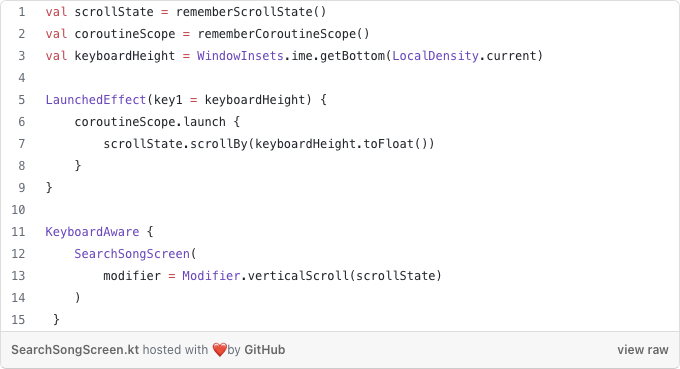 1 val scrollState = rememberScrollState()
2 val coroutineScope = rememberCoroutineScope()
3 val keyboardHeight = WindowInsets.ime.getBottom(LocalDensity.current)
4
5 LaunchedEffect(key1 = keyboardHeight) {
6     coroutineScope.launch {
7         scrollState.scrollBy(keyboardHeight.toFloat())
8     }
9 }
10
11 KeyboardAware {
12     SearchSongScreen(
13         modifier = Modifier.verticalScroll(scrollState)
14     )
15  }
SearchSongScreen.kt hosted with ❤️by GitHub view raw